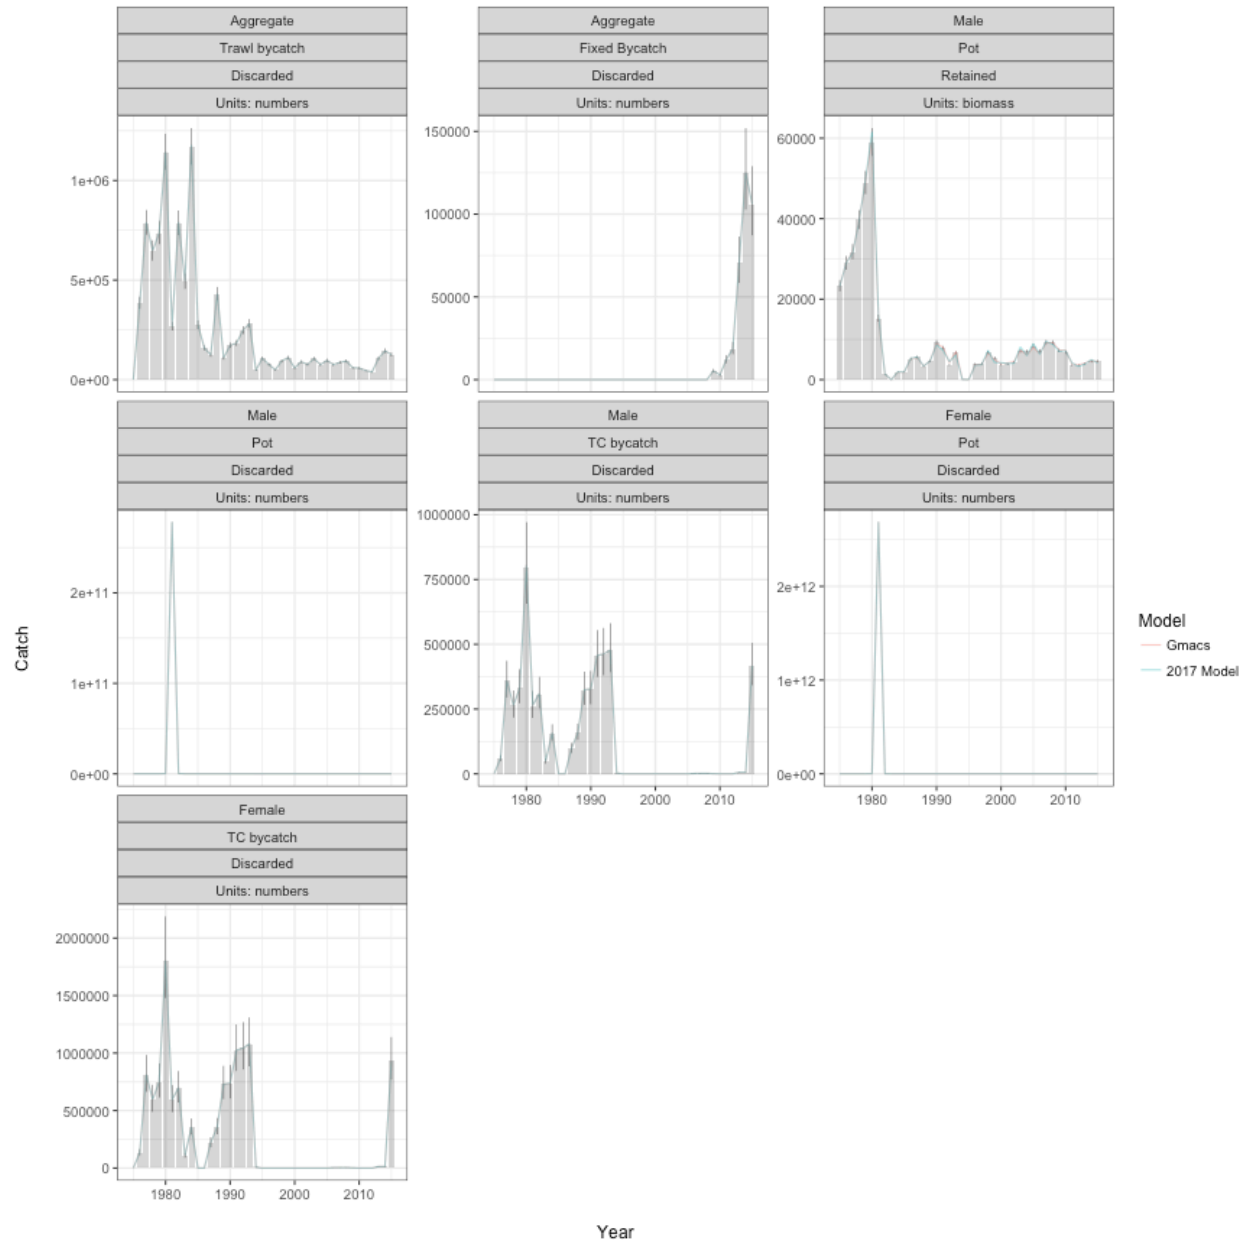 Aggregate
Trawl bycatch
Discarded
Units: numbers
1e+06
5e+05
0e+00
Aggregate
Fixed Bycatch
Discarded
Units: numbers
150000
100000
50000
0
Male
Pot
Retained
Units: biomass
60000
40000
20000
0
Male
Pot
Discarded
Units: numbers
2e+11
1e+11
0e+00
Male
TC bycatch
Discarded
Units: numbers
1000000
750000
500000
250000
0
1980 1990 2000 2010
Female
Pot
Discarded
Units: numbers
2e+12
1e+12
0e+00
1980 1990 2000 2010
Female
TC bycatch
Discarded
Units: numbers
2000000
1500000
1000000
500000
0
1980 1990 2000 2010
Catch
Year
Model
Gmacs
2017 Model